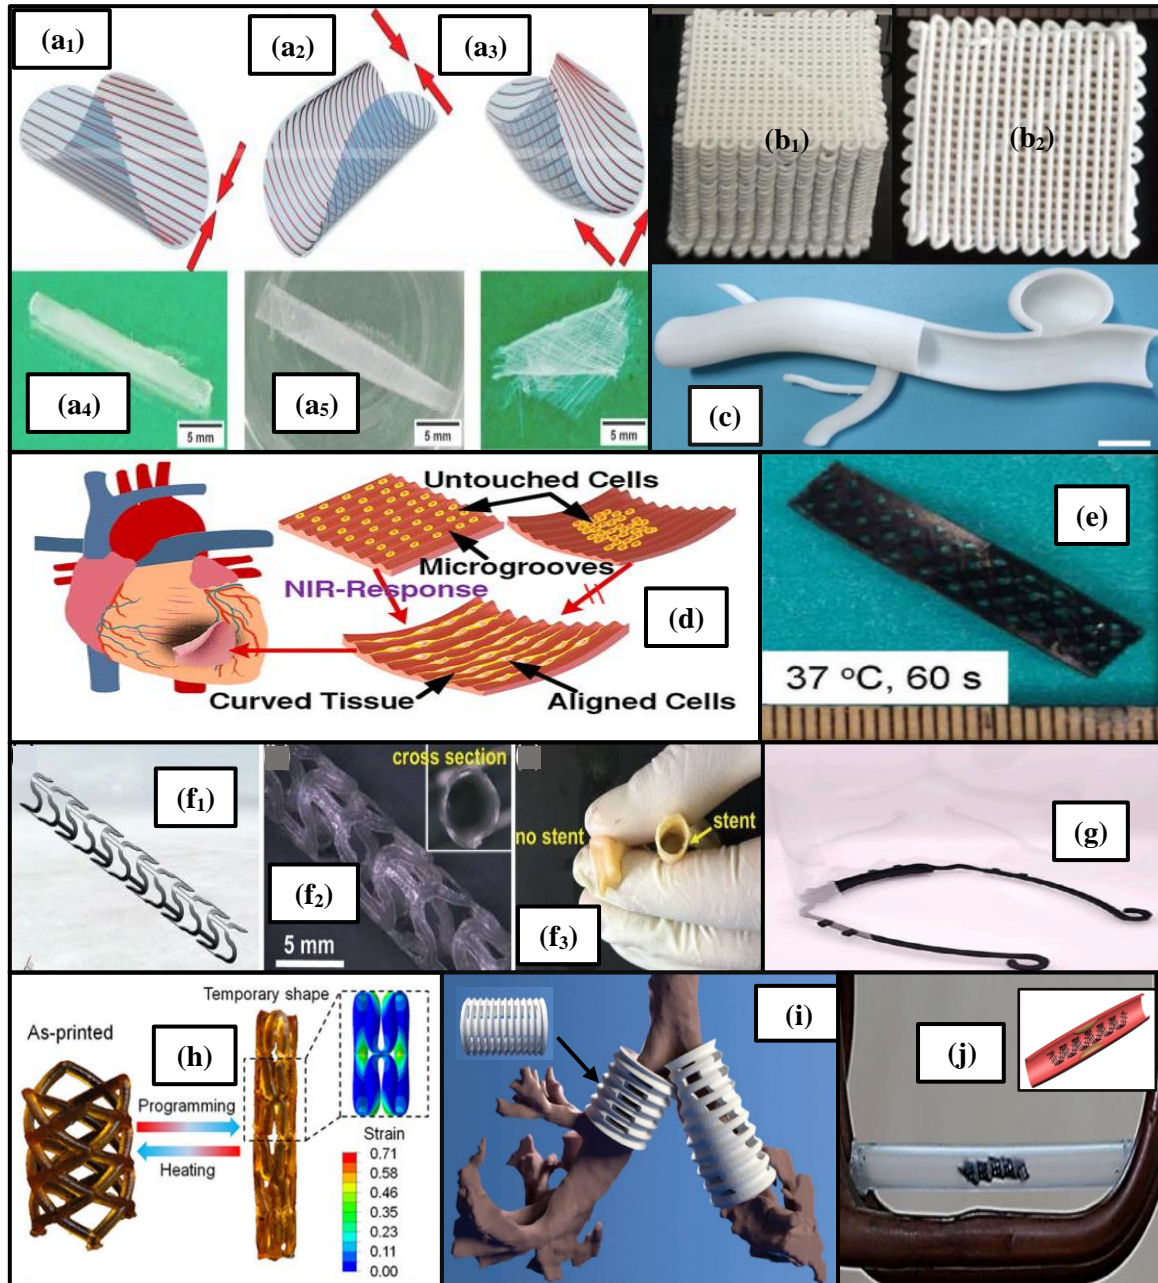 (a₁)
(a₂)
(a₃)
(b₁)
(b₂)
(a₄)
5 mm
(a₅)
5 mm
5 mm
(c)
Untouched Cells
Microgrooves
NIR-Response
(d)
Curved Tissue
Aligned Cells
(e)
37 °C, 60 s
(f₁)
cross section
(f₂)
5 mm
no stent
stent
(f₃)
(g)
As-printed
(h)
Temporary shape
Programming
Heating
Strain
0.71
0.58
0.46
0.35
0.23
0.11
0.00
(i)
(j)